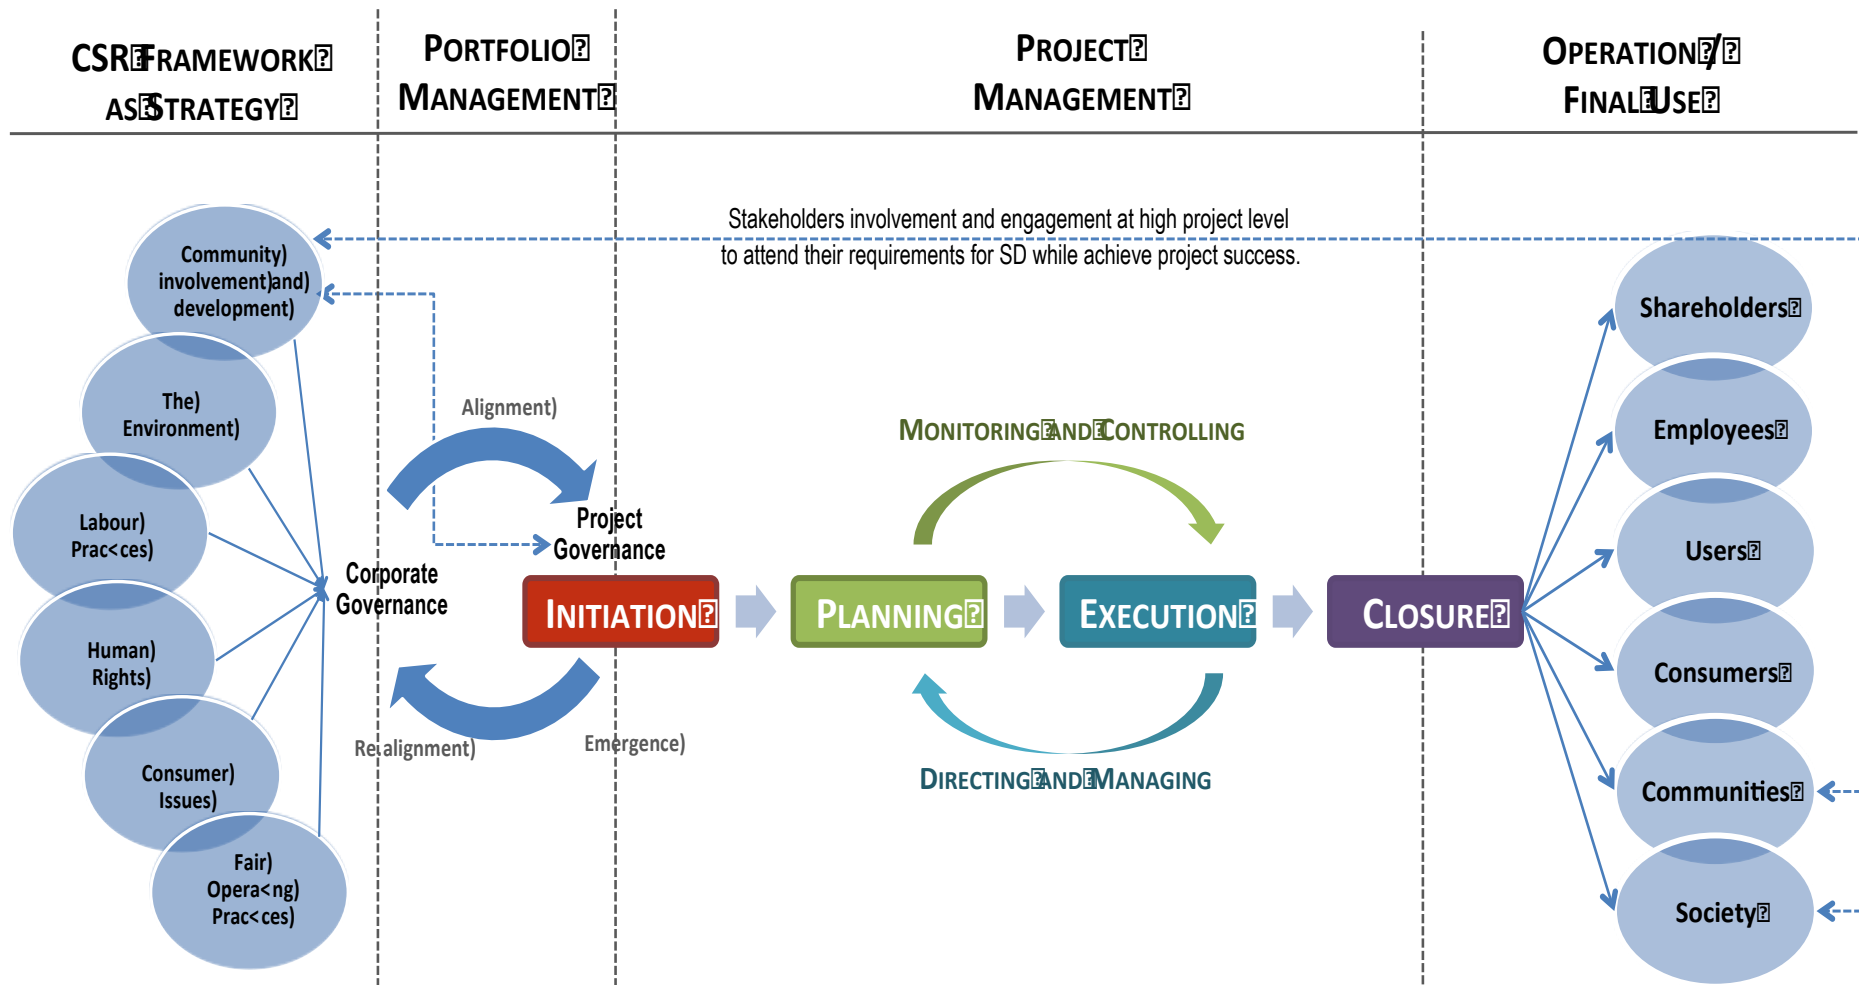 CSR⍰FRAMEWORK⍰
AS⍰STRATEGY⍰
PORTFOLIO⍰
MANAGEMENT⍰
PROJECT⍰
MANAGEMENT⍰
OPERATION⍰/⍰
FINAL⍰USE⍰
Stakeholders involvement and engagement at high project level
to attend their requirements for SD while achieve project success.
Community)
involvement)and)
development)
The)
Environment)
Labour)
Prac<ces)
Human)
Rights)
Consumer)
Issues)
Fair)
Opera<ng)
Prac<ces)
Corporate
Governance
Alignment)
Project
Governance
Re.alignment)
Emergence)
INITIATION⍰
PLANNING⍰
EXECUTION⍰
CLOSURE⍰
MONITORING⍰AND⍰CONTROLLING
DIRECTING⍰AND⍰MANAGING
Shareholders⍰
Employees⍰
Users⍰
Consumers⍰
Communities⍰
Society⍰